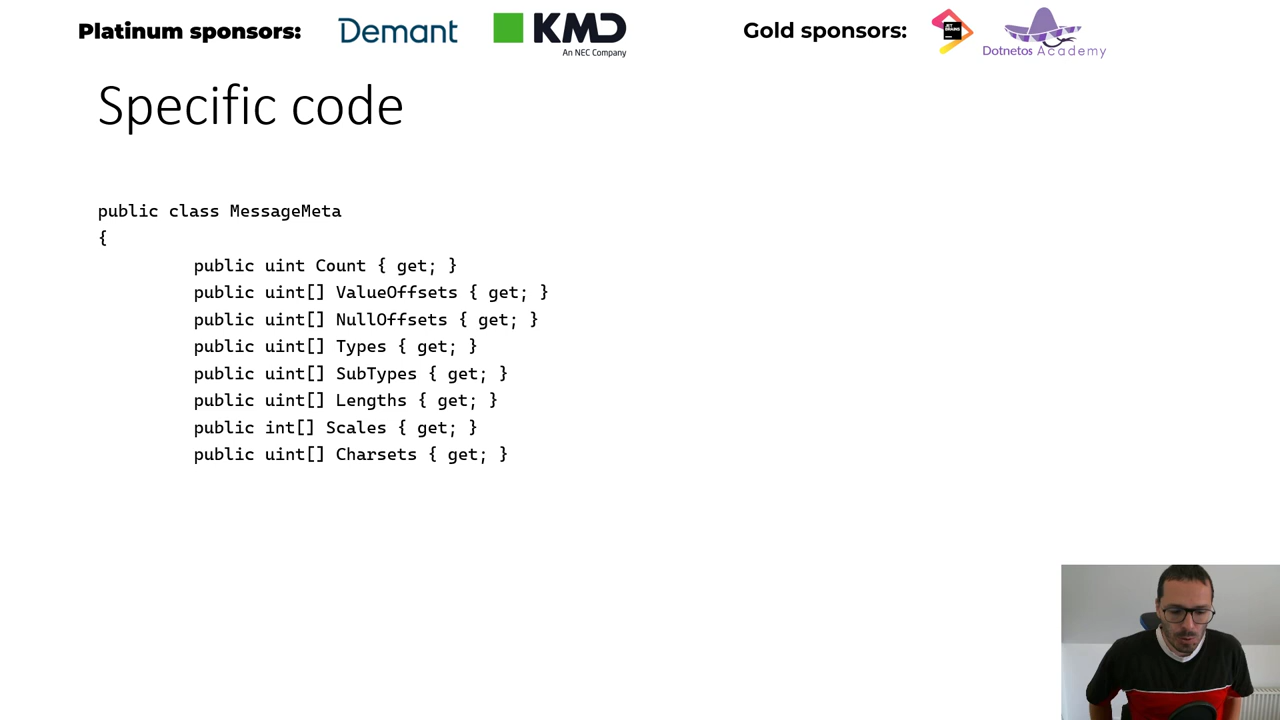 Platinum sponsors: Demant KMD Gold sponsors: JET BRAINS Dotnetos Academy
An NEC Company
Specific code
public class MessageMeta
{
public uint Count { get; }
public uint[] ValueOffsets { get; }
public uint[] NullOffsets { get; }
public uint[] Types { get; }
public uint[] SubTypes { get; }
public uint[] Lengths { get; }
public int[] Scales { get; }
public uint[] Charsets { get; }